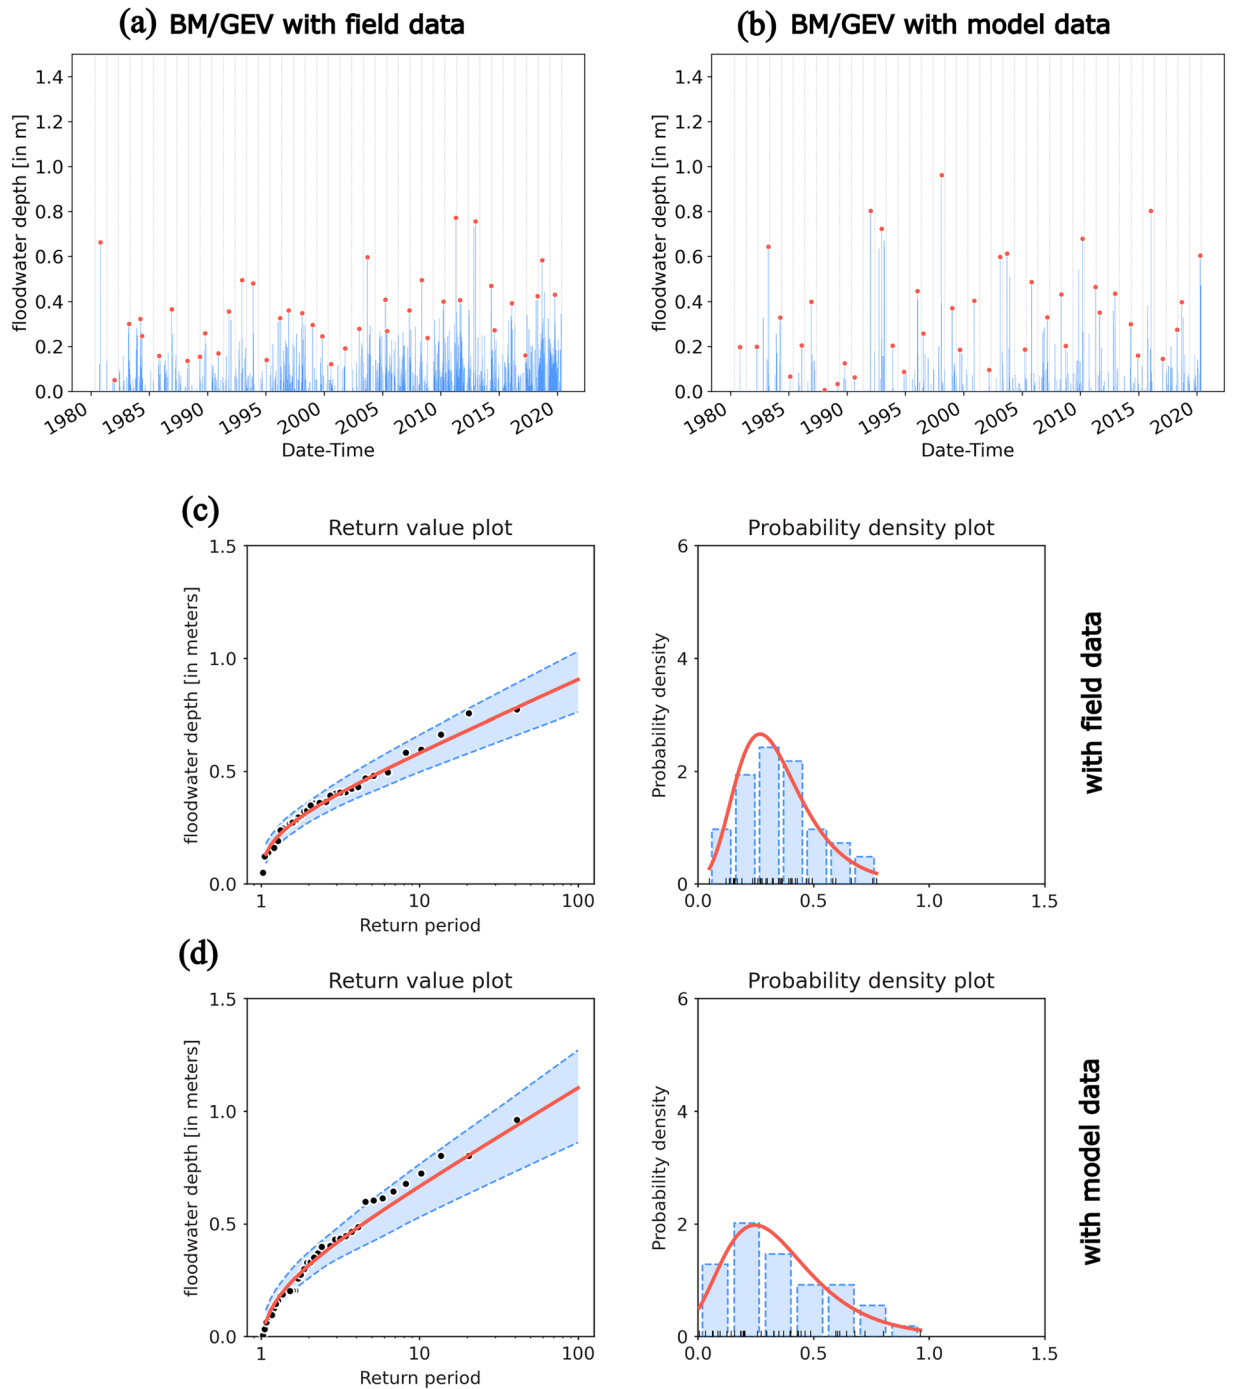 (a) BM/GEV with field data
(b) BM/GEV with model data
floodwater depth [in m]
1.4
1.2
1.0
0.8
0.6
0.4
0.2
0.0
1980 1985 1990 1995 2000 2005 2010 2015 2020
Date-Time
floodwater depth [in m]
1.4
1.2
1.0
0.8
0.6
0.4
0.2
0.0
1980 1985 1990 1995 2000 2005 2010 2015 2020
Date-Time
(c)
Return value plot
floodwater depth [in meters]
1.5
1.0
0.5
0.0
1 10 100
Return period
Probability density plot
Probability density
6
4
2
0
0.0 0.5 1.0 1.5
with field data
(d)
Return value plot
floodwater depth [in meters]
1.5
1.0
0.5
0.0
1 10 100
Return period
Probability density plot
Probability density
6
4
2
0
0.0 0.5 1.0 1.5
with model data